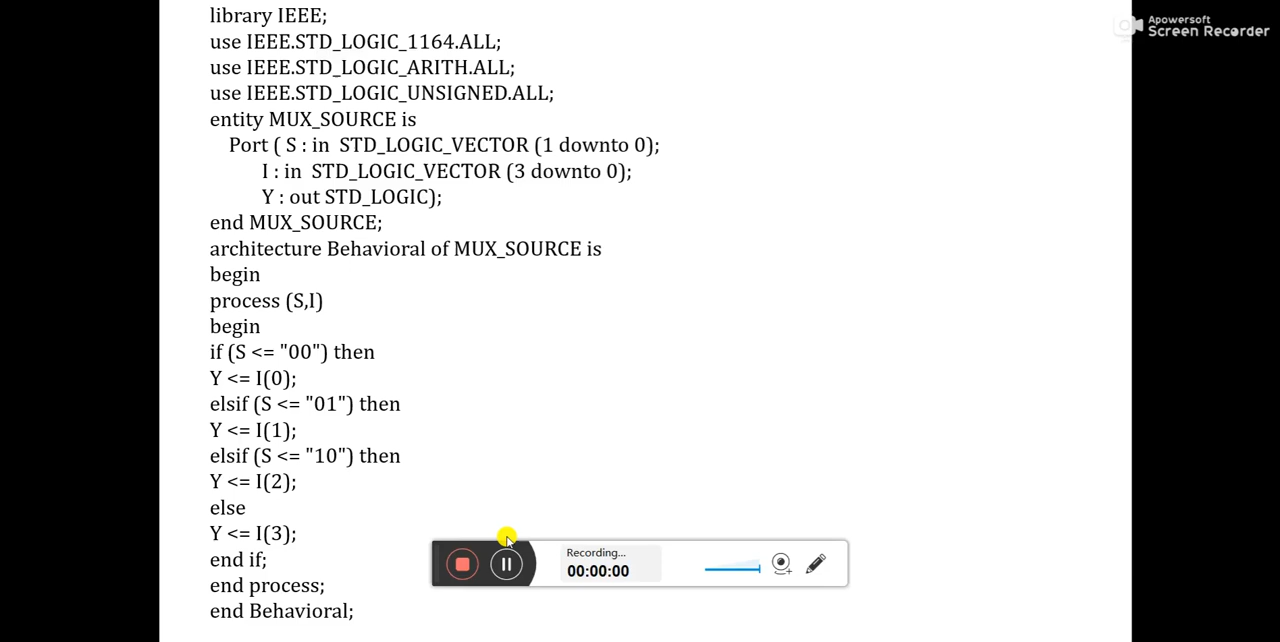 library IEEE;
use IEEE.STD_LOGIC_1164.ALL;
use IEEE.STD_LOGIC_ARITH.ALL;
use IEEE.STD_LOGIC_UNSIGNED.ALL;
entity MUX_SOURCE is
Port ( S : in STD_LOGIC_VECTOR (1 downto 0);
I : in STD_LOGIC_VECTOR (3 downto 0);
Y : out STD_LOGIC);
end MUX_SOURCE;
architecture Behavioral of MUX_SOURCE is
begin
process (S,I)
begin
if (S <= "00") then
Y <= I(0);
elsif (S <= "01") then
Y <= I(1);
elsif (S <= "10") then
Y <= I(2);
else
Y <= I(3);
end if;
end process;
end Behavioral;
Recording...
00:00:00
Apowersoft
Screen Recorder